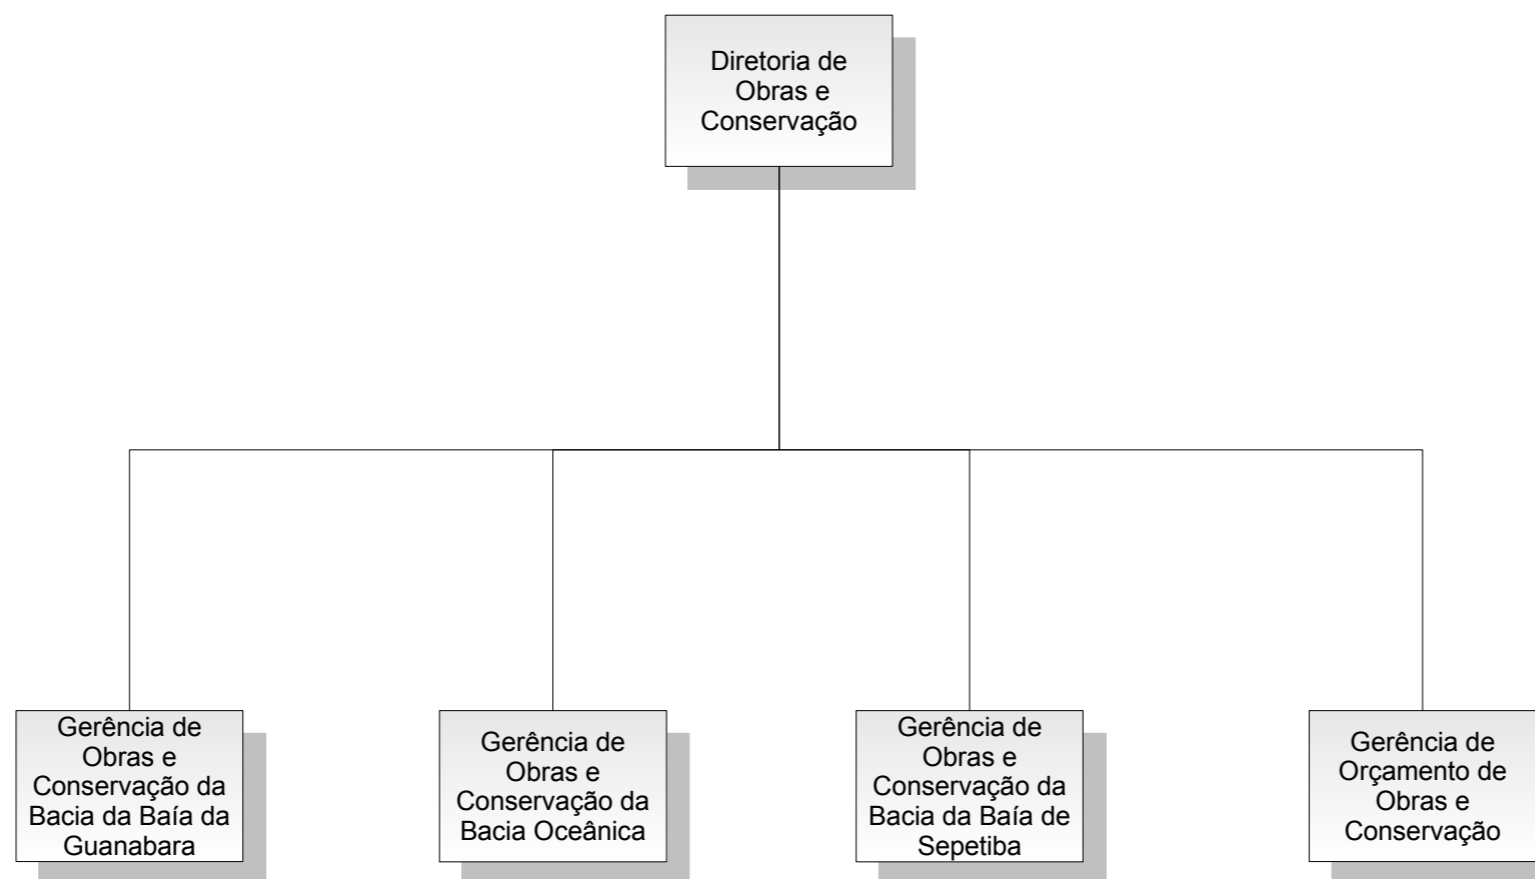 Diretoria de
Obras e
Conservação
Gerência de
Obras e
Conservação da
Bacia da Baía da
Guanabara
Gerência de
Obras e
Conservação da
Bacia Oceânica
Gerência de
Obras e
Conservação da
Bacia da Baía de
Sepetiba
Gerência de
Orçamento de
Obras e
Conservação